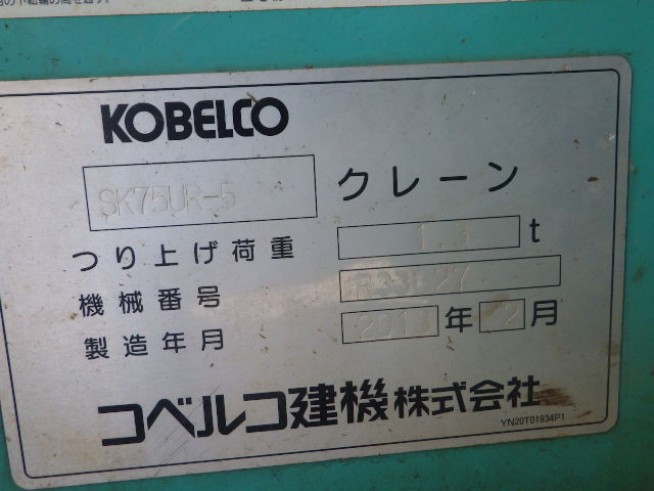 KOBELCO
SK75UR-5 クレーン
つり上げ荷重 t
機械番号
製造年月 年 月
コベルコ建機株式会社
YN20T01934P1